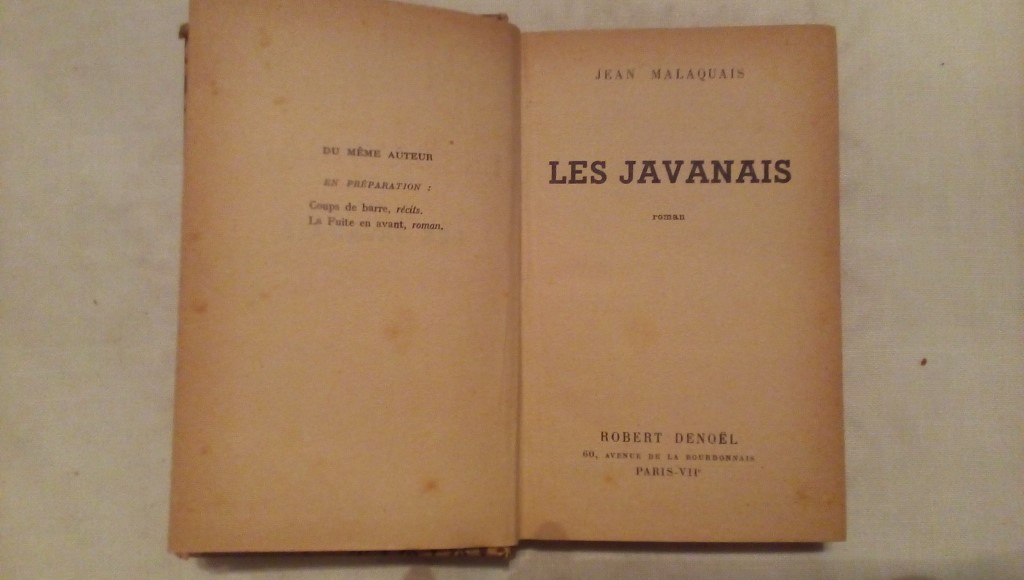 DU MÊME AUTEUR
EN PRÉPARATION :
Coups de barre, récits.
La Fuite en avant, roman.
JEAN MALAQUAIS
LES JAVANAIS
roman
ROBERT DENOËL
60, AVENUE DE LA BOURDONNAIS
PARIS-VIIᵉ